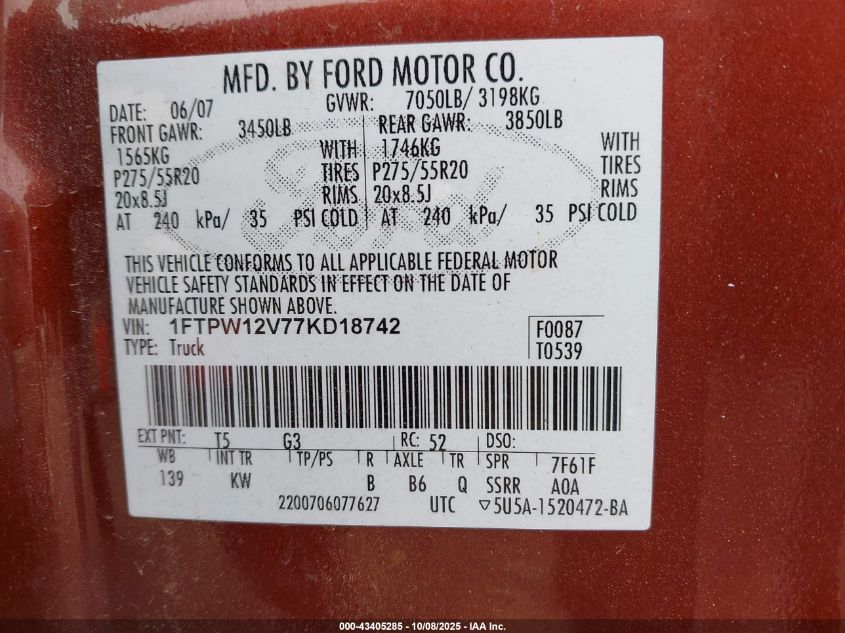 MFD. BY FORD MOTOR CO.
DATE: 06/07 GVWR: 7050LB/ 3198KG
FRONT GAWR: 3450LB REAR GAWR: 3850LB
1565KG WITH 1746KG WITH
P275/55R20 TIRES P275/55R20 TIRES
20x8.5J RIMS 20x8.5J RIMS
AT 240 kPa/ 35 PSI COLD AT 240 kPa/ 35 PSI COLD
THIS VEHICLE CONFORMS TO ALL APPLICABLE FEDERAL MOTOR
VEHICLE SAFETY STANDARDS IN EFFECT ON THE DATE OF
MANUFACTURE SHOWN ABOVE.
VIN: 1FTPW12V77KD18742 F0087
TYPE: Truck T0539
EXT PNT: T5 G3 RC: 52 DSO:
WB INT TR TP/PS R AXLE TR SPR 7F61F
139 KW B B6 Q SSRR A0A
2200706077627 UTC ▽5U5A-1520472-BA
000-43405285 - 10/08/2025 - IAA Inc.